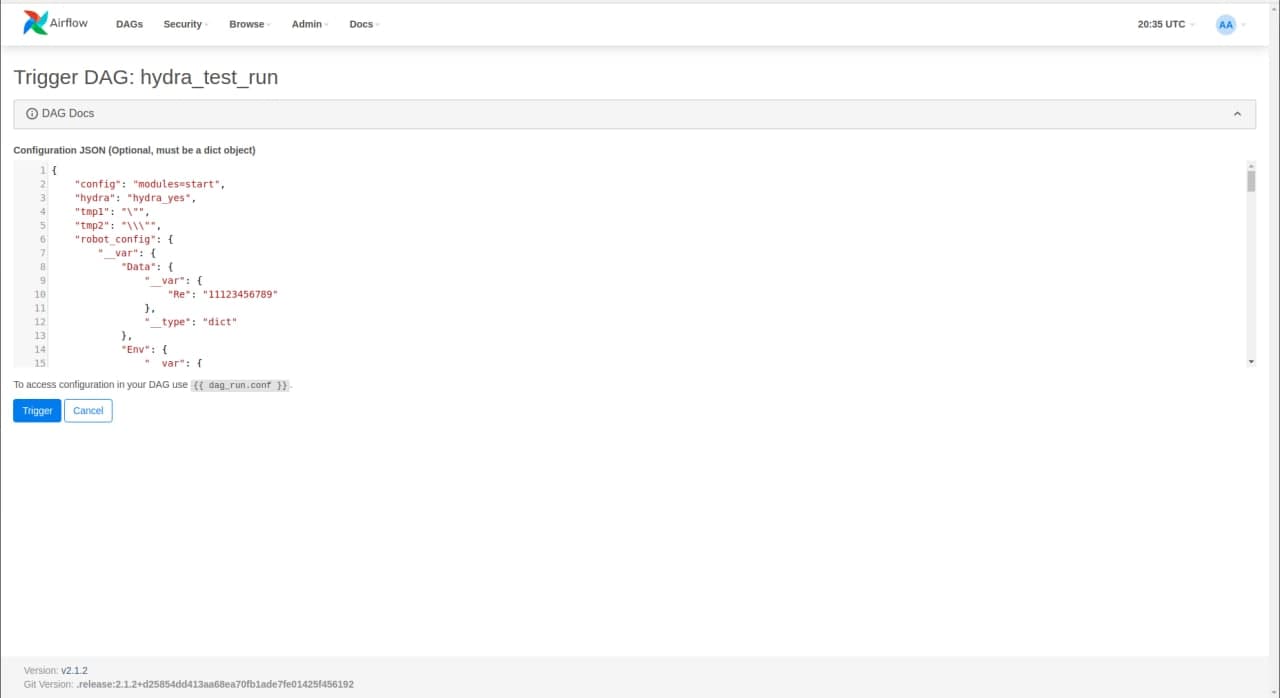 Airflow DAGs Security Browse Admin Docs 20:35 UTC AA
Trigger DAG: hydra_test_run
DAG Docs
Configuration JSON (Optional, must be a dict object)
1 {
2 "config": "modules=start",
3 "hydra": "hydra_yes",
4 "tmp1": "\"",
5 "tmp2": "\\\"",
6 "robot_config": {
7 "__var": {
8 "Data": {
9 "__var": {
10 "Re": "11123456789"
11 },
12 "__type": "dict"
13 },
14 "Env": {
15 "__var": {
To access configuration in your DAG use {{ dag_run.conf }}.
Trigger Cancel
Version: v2.1.2
Git Version: .release:2.1.2+d25854dd413aa68ea70fb1ade7fe01425f456192